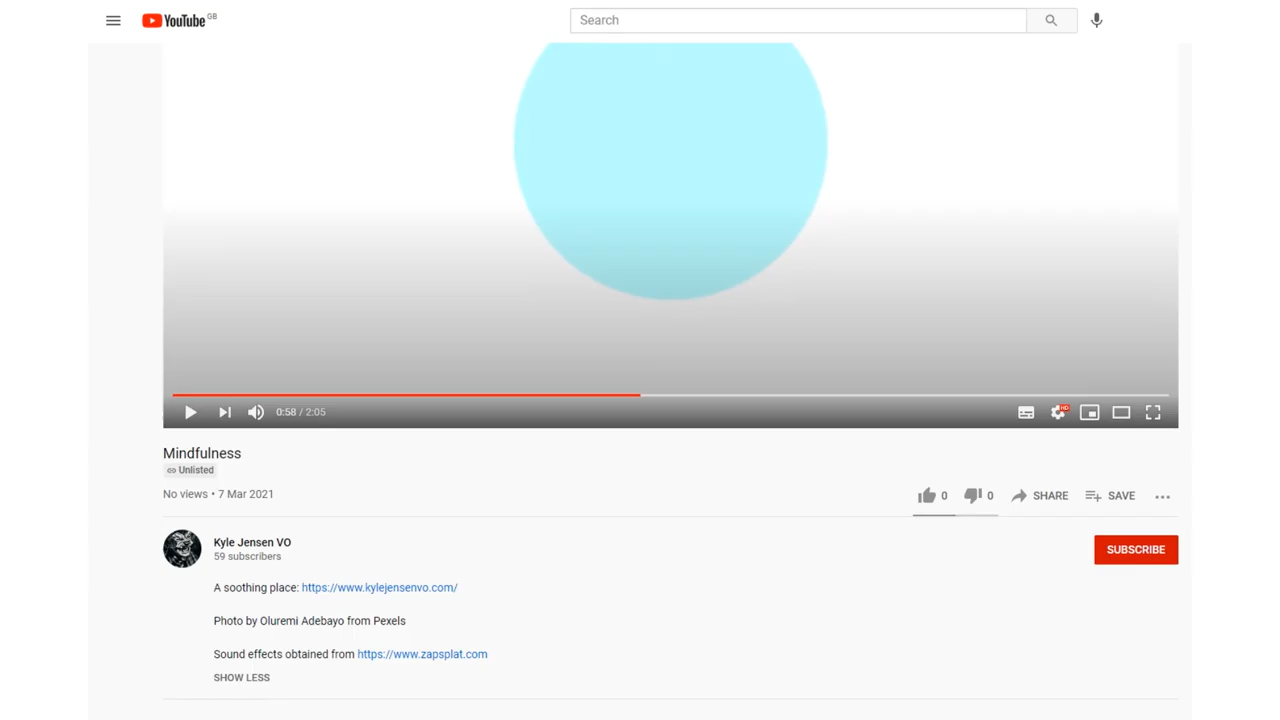 YouTube GB
Search
0:58 / 2:05
HD
Mindfulness
Unlisted
No views • 7 Mar 2021
0 0 SHARE SAVE
Kyle Jensen VO
59 subscribers
SUBSCRIBE
A soothing place: https://www.kylejensenvo.com/
Photo by Oluremi Adebayo from Pexels
Sound effects obtained from https://www.zapsplat.com
SHOW LESS